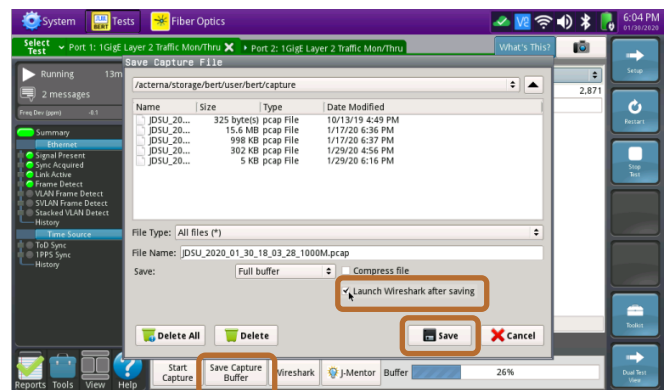 System Tests Fiber Optics V2 6:04 PM
01/30/2020
BERT
Select Test Port 1: 1GigE Layer 2 Traffic Mon/Thru Port 2: 1GigE Layer 2 Traffic Mon/Thru What's This?
Save Capture File
Running 13m
2 messages
Freq Dev (ppm) -0.1
Summary
Ethernet
Signal Present
Sync Acquired
Link Active
Frame Detect
VLAN Frame Detect
SVLAN Frame Detect
Stacked VLAN Detect
History
Time Source
ToD Sync
1PPS Sync
History
/acterna/storage/bert/user/bert/capture
Name Size Type Date Modified
JDSU_20... 325 byte(s) pcap File 10/13/19 4:49 PM
JDSU_20... 15.6 MB pcap File 1/17/20 6:36 PM
JDSU_20... 998 KB pcap File 1/17/20 6:37 PM
JDSU_20... 302 KB pcap File 1/29/20 4:56 PM
JDSU_20... 5 KB pcap File 1/29/20 6:16 PM
File Type: All files (*)
File Name: JDSU_2020_01_30_18_03_28_1000M.pcap
Save: Full buffer Compress file
Launch Wireshark after saving
Delete All Delete Save Cancel
2,871
Setup
Restart
Stop
Test
Toolkit
Dual Test
View
Reports Tools View Help
Start
Capture
Save Capture
Buffer
Wireshark J-Mentor Buffer 26%